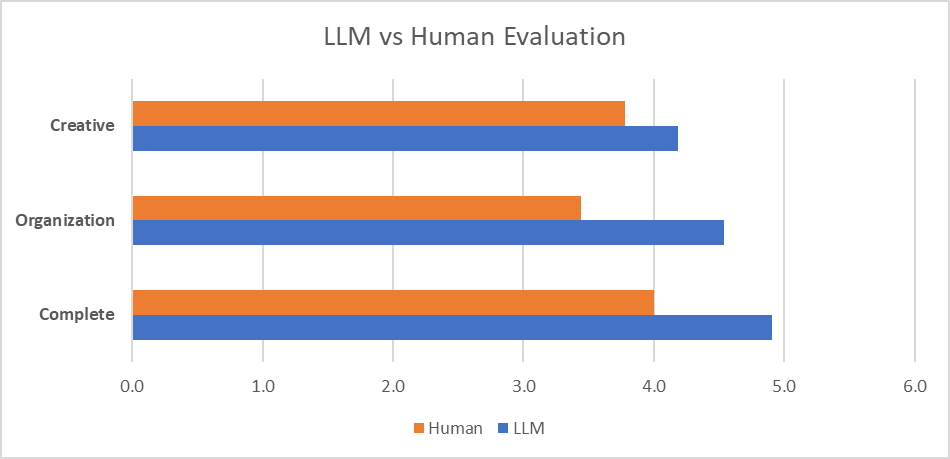 LLM vs Human Evaluation
Creative
Organization
Complete
0.0 1.0 2.0 3.0 4.0 5.0 6.0
Human LLM